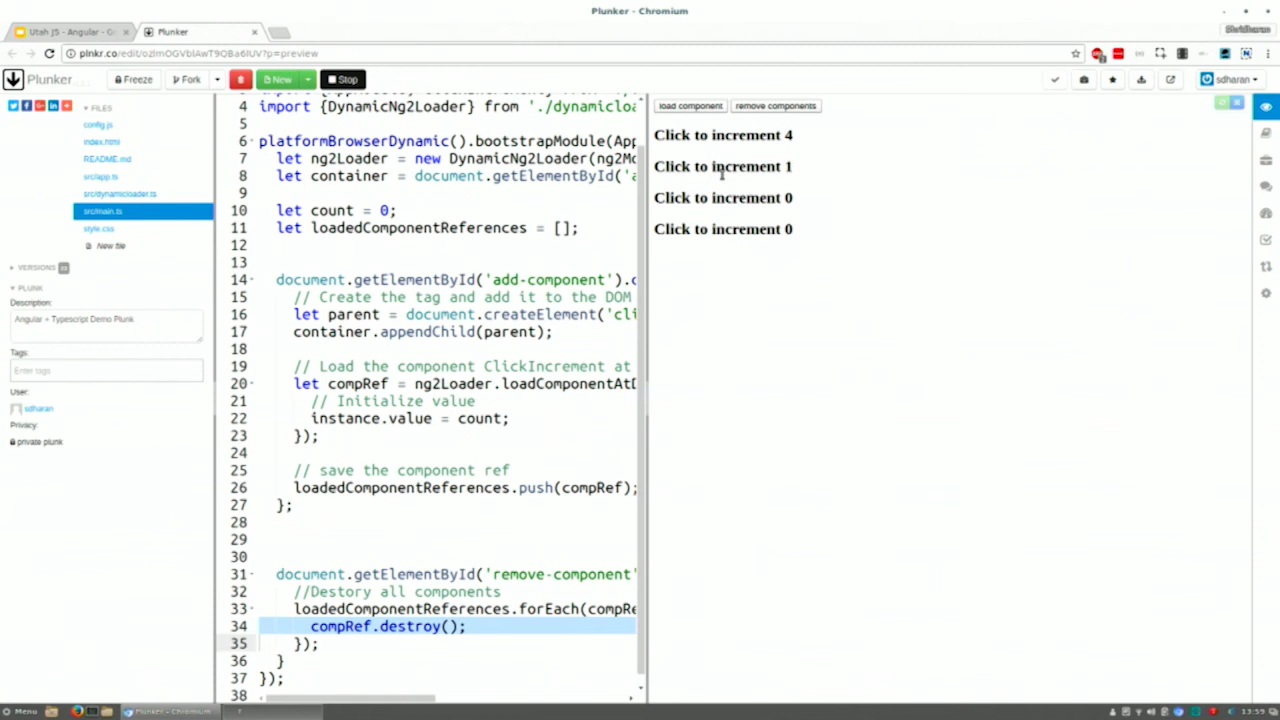 Plunker - Chromium
Utah JS - Angular - G
Plunker
Shridharan
plnkr.co/edit/ozImOGVblAwT9QBa6IUV?p=preview
Plunker
Freeze
Fork
New
Stop
sdharan
FILES
config.js
index.html
README.md
src/app.ts
src/dynamicloader.ts
src/main.ts
style.css
New file
VERSIONS
PLUNK
Description:
Angular + Typescript Demo Plunk
Tags:
Enter tags
User:
sdharan
Privacy:
private plunk
4 import {DynamicNg2Loader} from './dynamicloa
5
6 platformBrowserDynamic().bootstrapModule(App
7 let ng2Loader = new DynamicNg2Loader(ng2Mo
8 let container = document.getElementById('a
9
10 let count = 0;
11 let loadedComponentReferences = [];
12
13
14 document.getElementById('add-component').o
15 // Create the tag and add it to the DOM
16 let parent = document.createElement('cli
17 container.appendChild(parent);
18
19 // Load the component ClickIncrement at
20 let compRef = ng2Loader.loadComponentAtD
21 // Initialize value
22 instance.value = count;
23 });
24
25 // save the component ref
26 loadedComponentReferences.push(compRef);
27 };
28
29
30
31 document.getElementById('remove-component'
32 //Destory all components
33 loadedComponentReferences.forEach(compRe
34 compRef.destroy();
35 });
36 }
37 });
38
load component
remove components
Click to increment 4
Click to increment 1
Click to increment 0
Click to increment 0
Menu
Plunker - Chromium
13:59